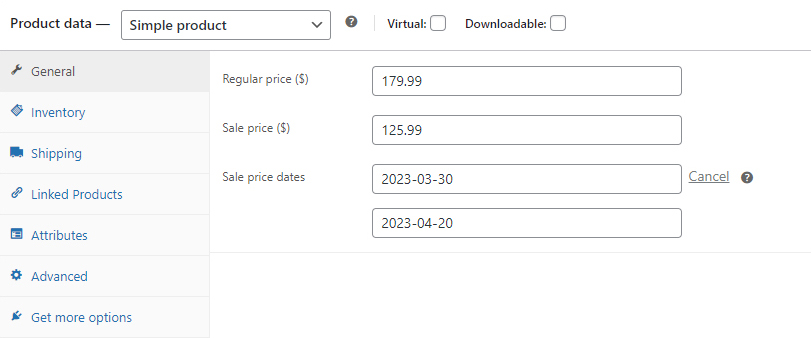 Product data — Simple product Virtual: Downloadable:
General
Inventory
Shipping
Linked Products
Attributes
Advanced
Get more options
Regular price ($) 179.99
Sale price ($) 125.99
Sale price dates 2023-03-30 Cancel ?
2023-04-20